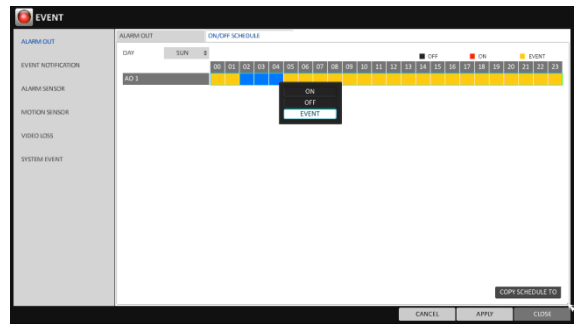 EVENT
ALARM OUT
EVENT NOTIFICATION
ALARM SENSOR
MOTION SENSOR
VIDEO LOSS
SYSTEM EVENT
ALARM OUT ON/OFF SCHEDULE
DAY SUN
OFF ON EVENT
00 01 02 03 04 05 06 07 08 09 10 11 12 13 14 15 16 17 18 19 20 21 22 23
AO 1
ON
OFF
EVENT
COPY SCHEDULE TO
CANCEL APPLY CLOSE